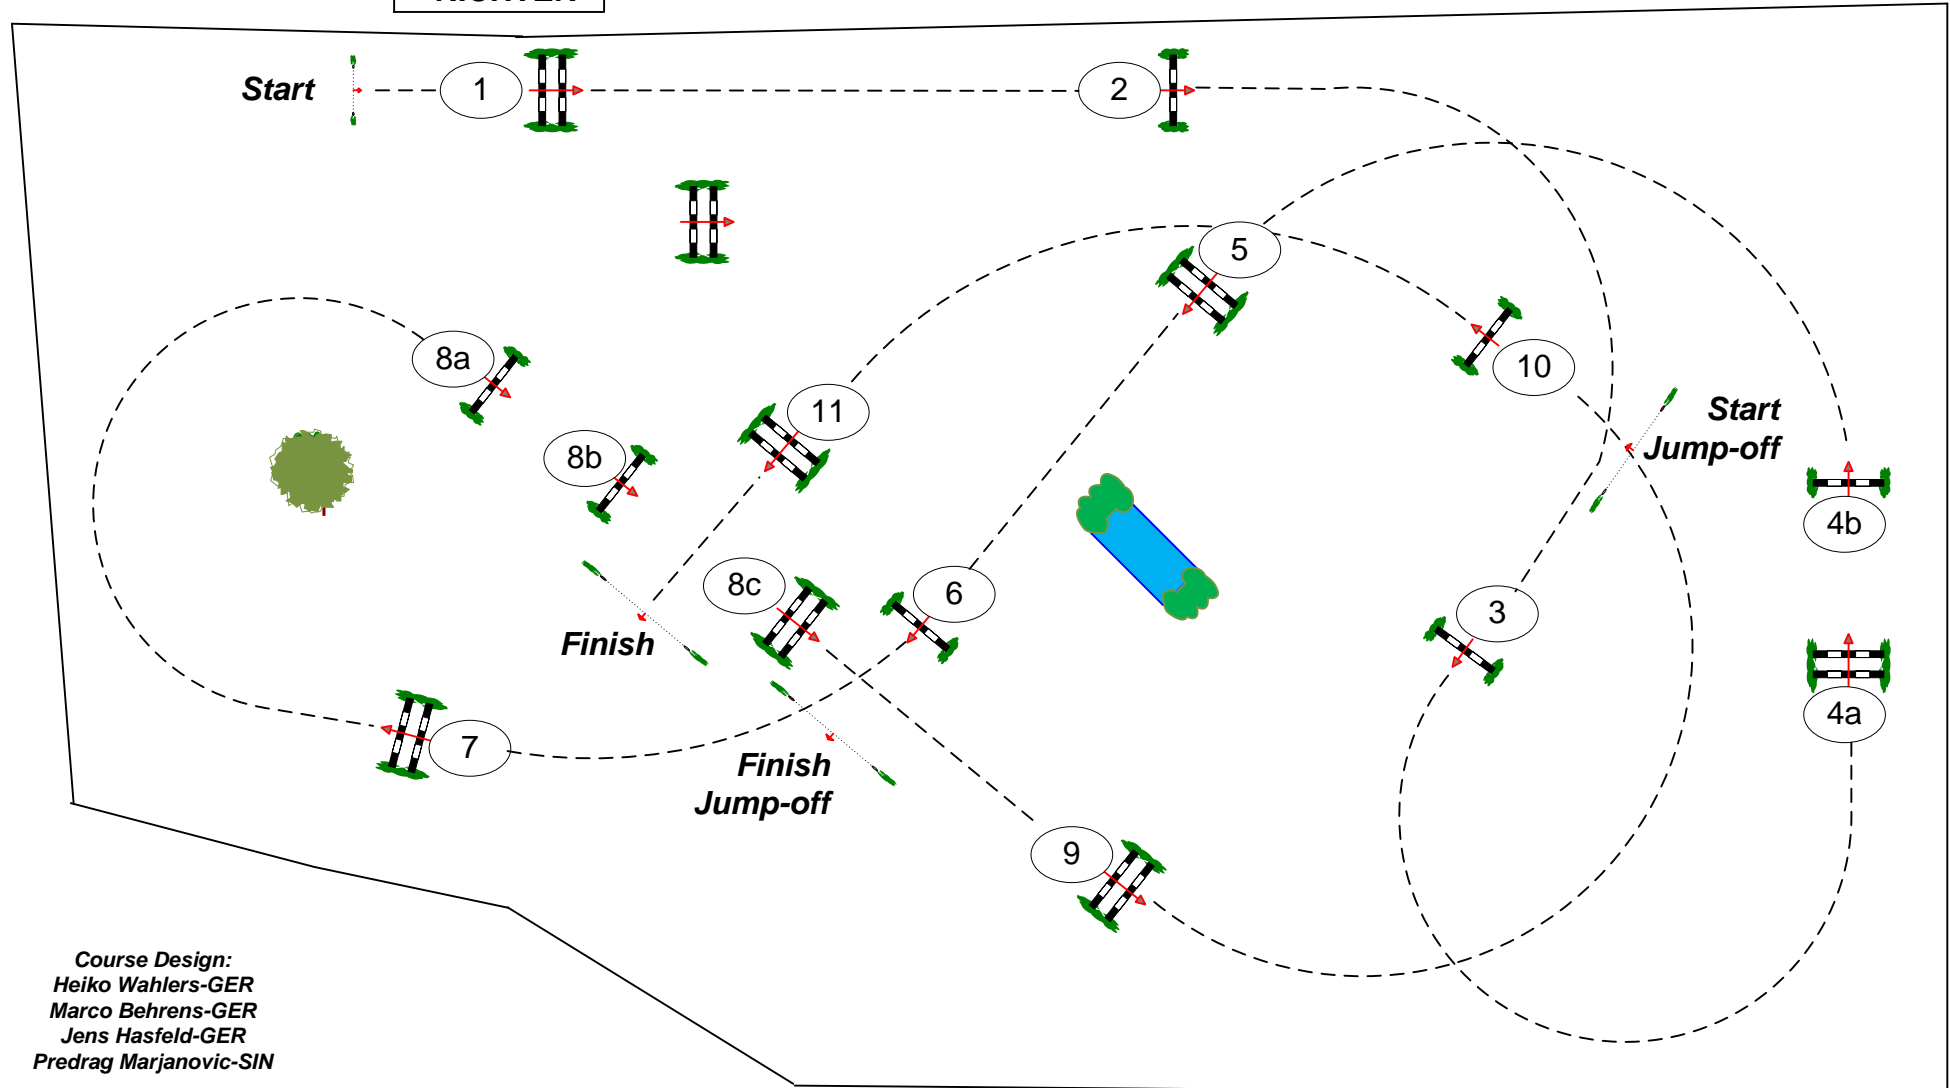 Start
1
2
5
10
8a
11
8b
Start
Jump-off
4b
8c
6
3
Finish
4a
7
Finish
Jump-off
9
Course Design:
Heiko Wahlers-GER
Marco Behrens-GER
Jens Hasfeld-GER
Predrag Marjanovic-SIN